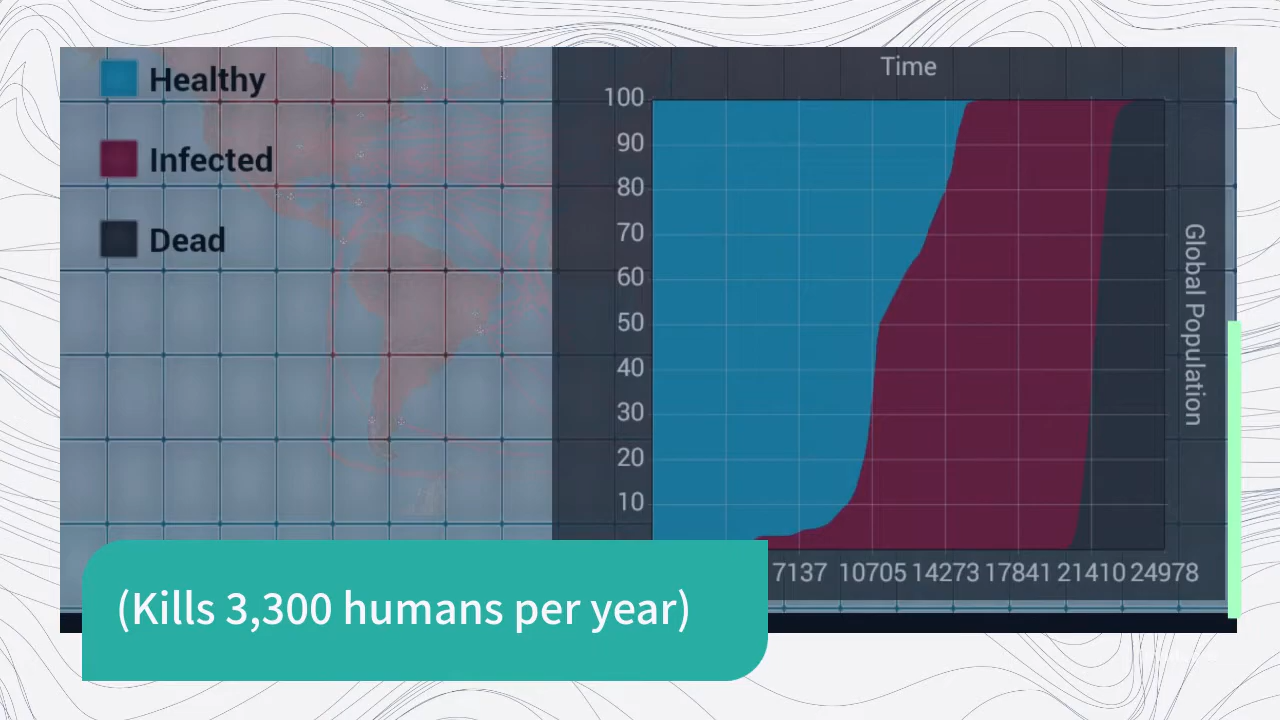 Healthy
Infected
Dead
Time
100
90
80
70
60
50
40
30
20
10
7137 10705 14273 17841 21410 24978
Global Population
(Kills 3,300 humans per year)